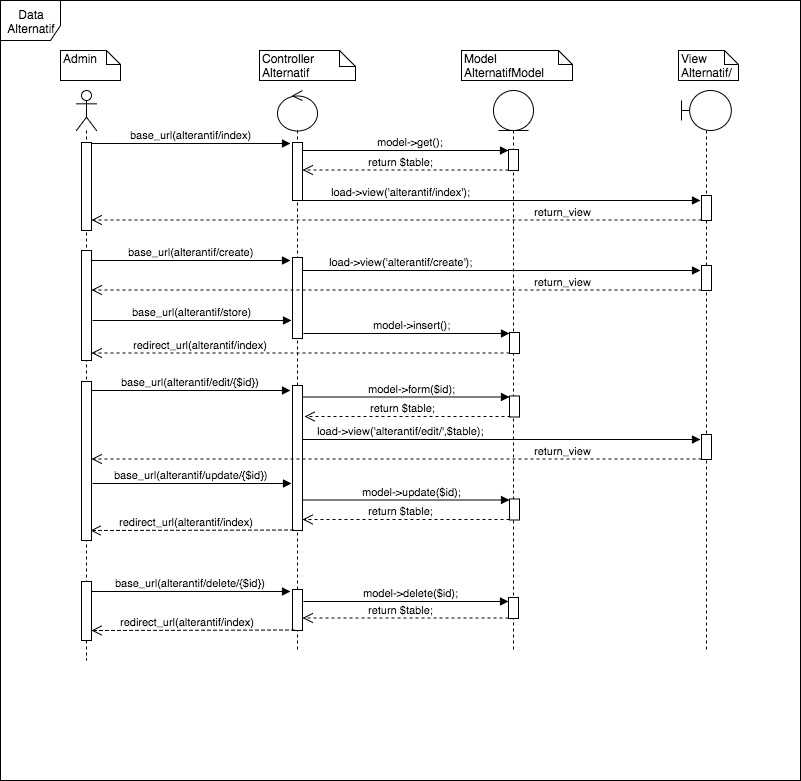 Data
Alternatif
Admin
Controller
Alternatif
Model
AlternatifModel
View
Alternatif/
base_url(alterantif/index)
model->get();
return $table;
load->view('alterantif/index');
return_view
base_url(alterantif/create)
load->view('alterantif/create');
return_view
base_url(alterantif/store)
model->insert();
redirect_url(alterantif/index)
base_url(alterantif/edit/{$id})
model->form($id);
return $table;
load->view('alterantif/edit/',$table);
return_view
base_url(alterantif/update/{$id})
model->update($id);
return $table;
redirect_url(alterantif/index)
base_url(alterantif/delete/{$id})
model->delete($id);
return $table;
redirect_url(alterantif/index)